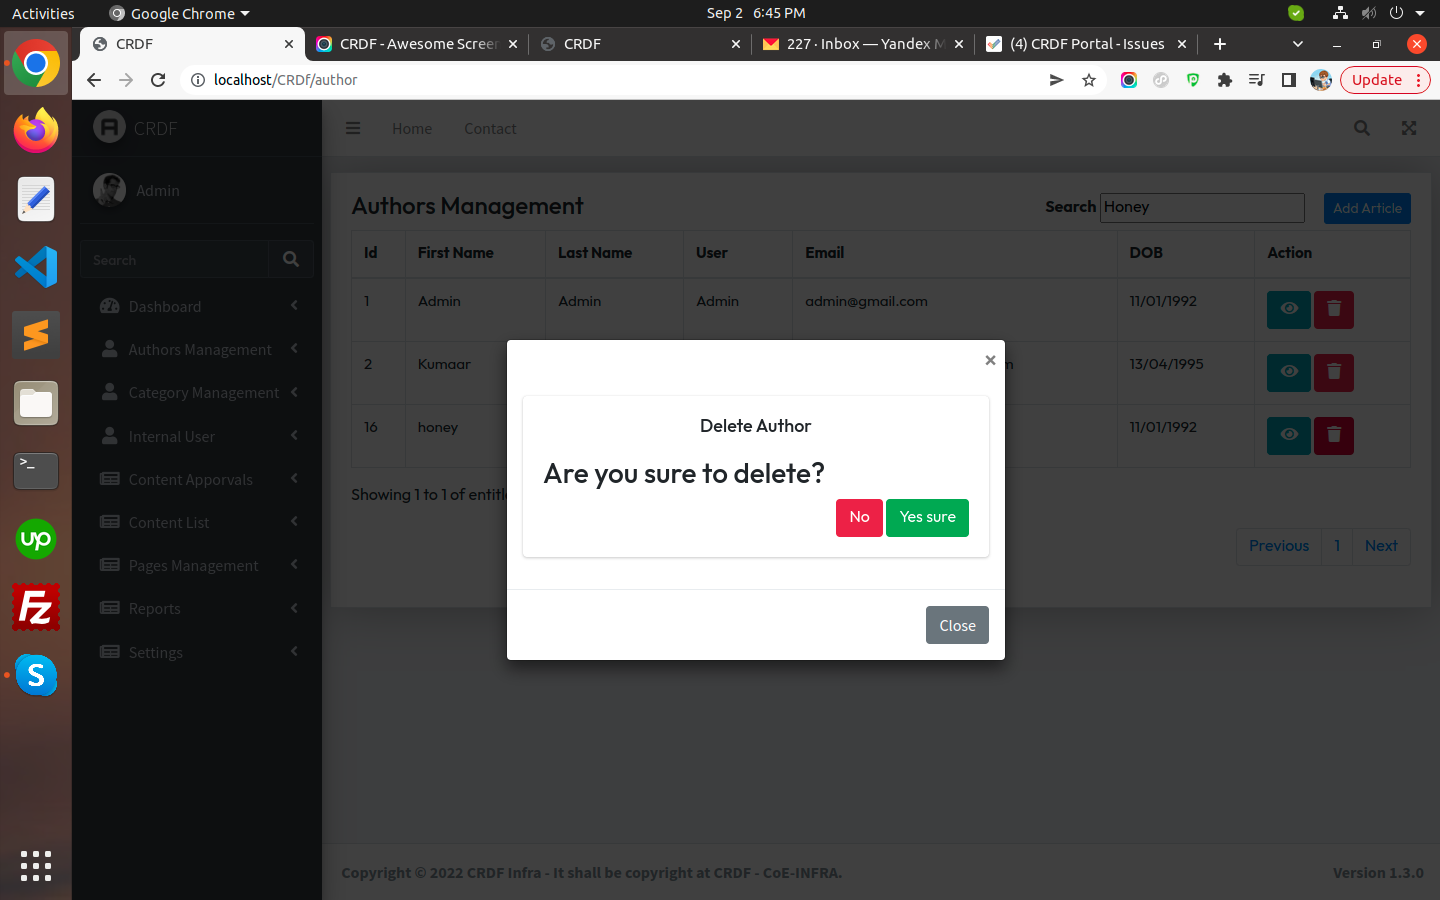 Activities Google Chrome Sep 2 6:45 PM
CRDF CRDF - Awesome Screen CRDF 227 · Inbox — Yandex M (4) CRDF Portal - Issues
localhost/CRDf/author Update
CRDF Home Contact
Admin
Search
Dashboard
Authors Management
Category Management
Internal User
Content Apporvals
Content List
Pages Management
Reports
Settings
Authors Management Search Honey Add Article
Id First Name Last Name User Email DOB Action
1 Admin Admin Admin admin@gmail.com 11/01/1992
2 Kumaar 13/04/1995
16 honey 11/01/1992
Showing 1 to 1 of
Previous 1 Next
×
Delete Author
Are you sure to delete?
No Yes sure
Close
Copyright © 2022 CRDF Infra - It shall be copyright at CRDF - CoE-INFRA. Version 1.3.0